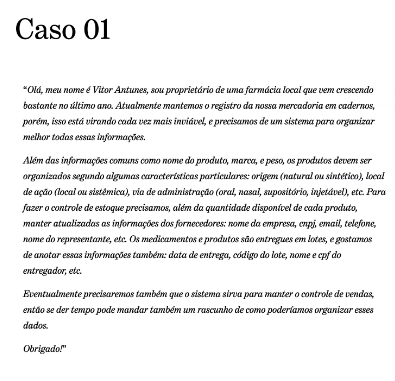 Caso 01
“Olá, meu nome é Vitor Antunes, sou proprietário de uma farmácia local que vem crescendo
bastante no último ano. Atualmente mantemos o registro da nossa mercadoria em cadernos,
porém, isso está virando cada vez mais inviável, e precisamos de um sistema para organizar
melhor todas essas informações.
Além das informações comuns como nome do produto, marca, e peso, os produtos devem ser
organizados segundo algumas características particulares: origem (natural ou sintético), local
de ação (local ou sistêmica), via de administração (oral, nasal, supositório, injetável), etc. Para
fazer o controle de estoque precisamos, além da quantidade disponível de cada produto,
manter atualizadas as informações dos fornecedores: nome da empresa, cnpj, email, telefone,
nome do representante, etc. Os medicamentos e produtos são entregues em lotes, e gostamos
de anotar essas informações também: data de entrega, código do lote, nome e cpf do
entregador, etc.
Eventualmente precisaremos também que o sistema sirva para manter o controle de vendas,
então se der tempo pode mandar também um rascunho de como poderíamos organizar esses
dados.
Obrigado!”